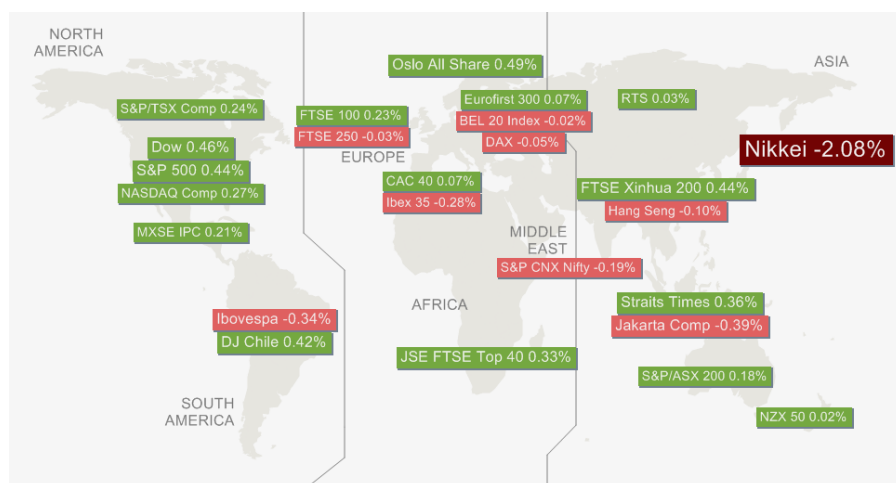 NORTH
AMERICA
S&P/TSX Comp 0.24%
Dow 0.46%
S&P 500 0.44%
NASDAQ Comp 0.27%
MXSE IPC 0.21%
Ibovespa -0.34%
DJ Chile 0.42%
SOUTH
AMERICA
Oslo All Share 0.49%
Eurofirst 300 0.07%
FTSE 100 0.23%
BEL 20 Index -0.02%
FTSE 250 -0.03%
DAX -0.05%
EUROPE
CAC 40 0.07%
Ibex 35 -0.28%
MIDDLE
EAST
S&P CNX Nifty -0.19%
AFRICA
JSE FTSE Top 40 0.33%
ASIA
RTS 0.03%
Nikkei -2.08%
FTSE Xinhua 200 0.44%
Hang Seng -0.10%
Straits Times 0.36%
Jakarta Comp -0.39%
S&P/ASX 200 0.18%
NZX 50 0.02%